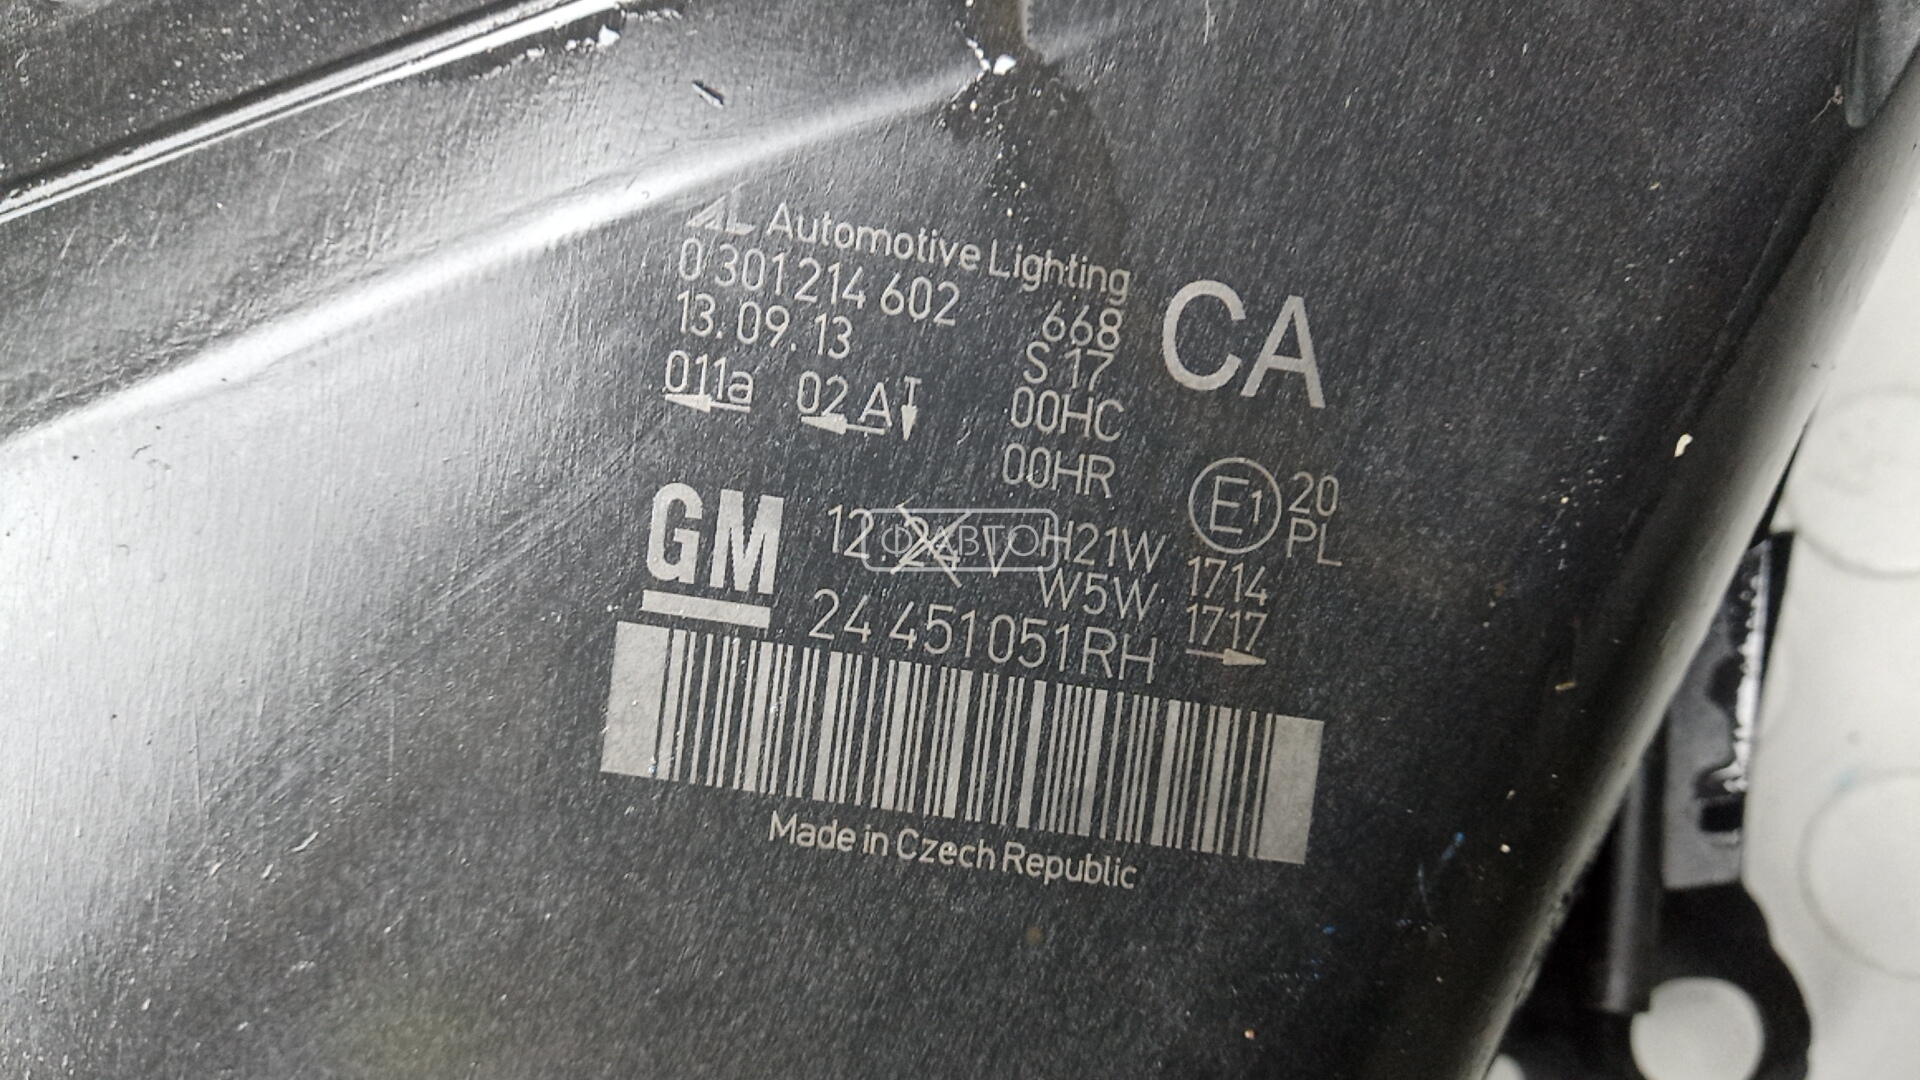 AL Automotive Lighting
0 301 214 602 668
13.09.13 S 17
CA
011a 02 A T 00HC
00HR
E1 20
PL
GM
12 24 V H21W 1714
W5W 1717
24 451 051 RH
ФАВТО
Made in Czech Republic